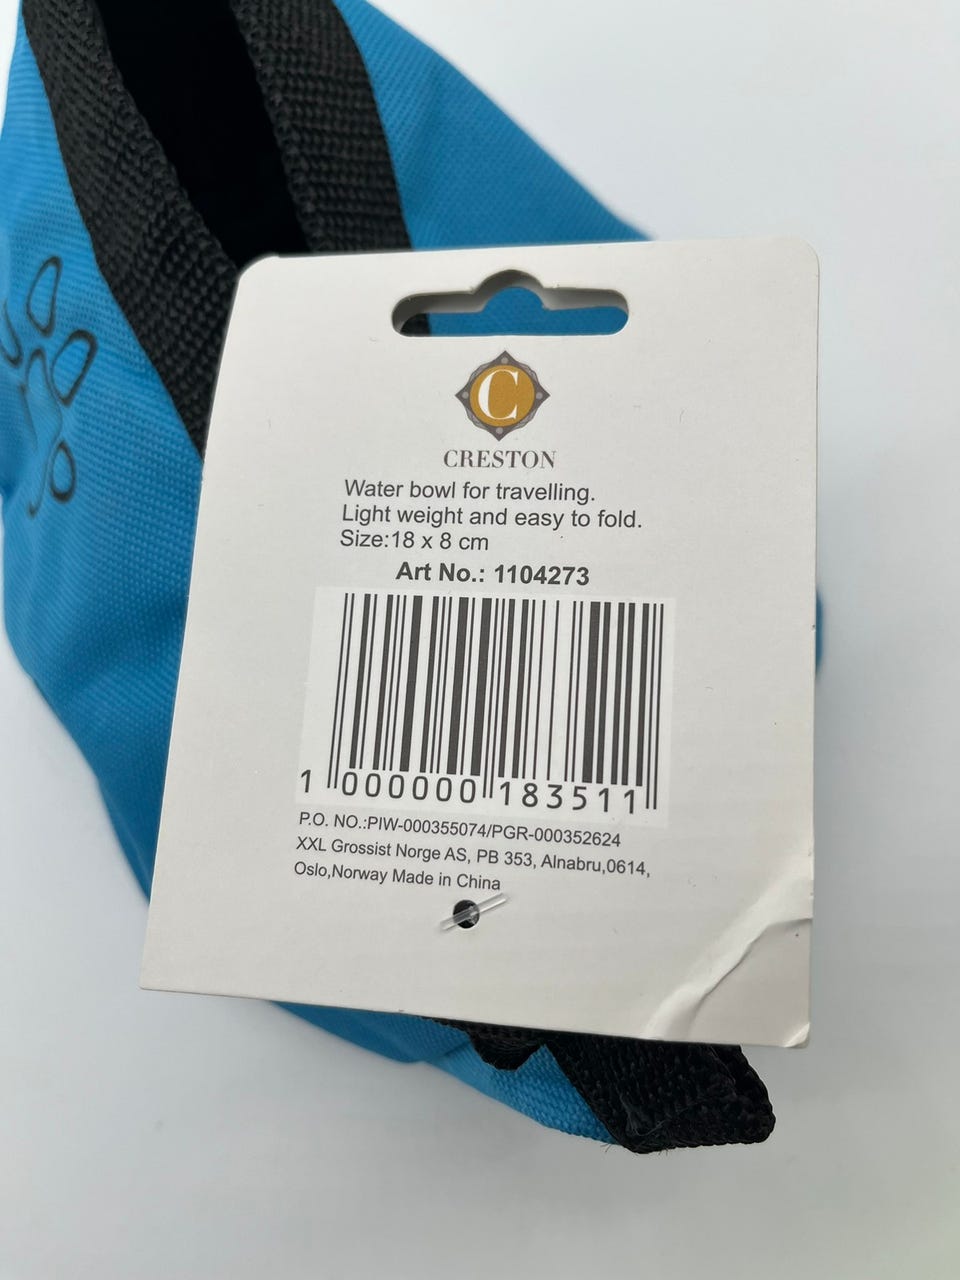 C
CRESTON
Water bowl for travelling.
Light weight and easy to fold.
Size:18 x 8 cm
Art No.: 1104273
1 000000 183511
P.O. NO.:PIW-000355074/PGR-000352624
XXL Grossist Norge AS, PB 353, Alnabru,0614,
Oslo,Norway Made in China